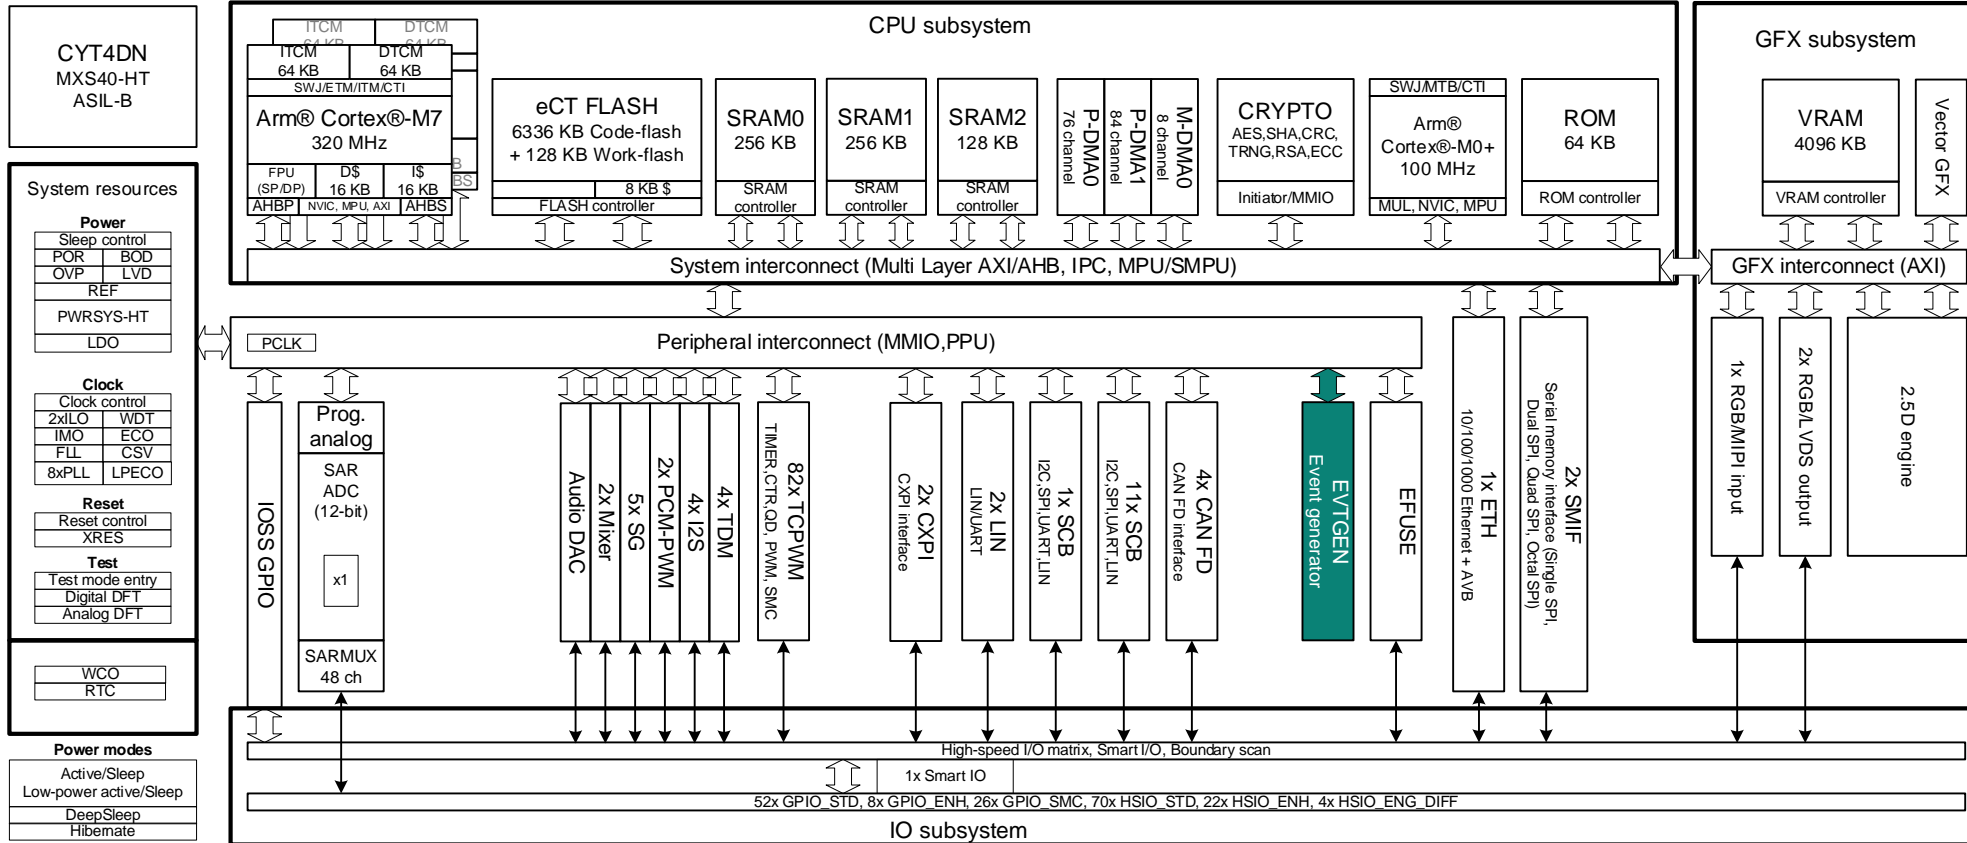 CYT4DN
MXS40-HT
ASIL-B
System resources
Power
Sleep control
POR BOD
OVP LVD
REF
PWRSYS-HT
LDO
Clock
Clock control
2xILO WDT
IMO ECO
FLL CSV
8xPLL LPECO
Reset
Reset control
XRES
Test
Test mode entry
Digital DFT
Analog DFT
WCO
RTC
Power modes
Active/Sleep
Low-power active/Sleep
DeepSleep
Hibernate
CPU subsystem
ITCM DTCM
64 KB 64 KB
ITCM DTCM
64 KB 64 KB
SWJ/ETM/ITM/CTI
Arm® Cortex®-M7
320 MHz
FPU
(SP/DP)
D$
16 KB
I$
16 KB
B
BS
AHBP NVIC, MPU, AXI AHBS
eCT FLASH
6336 KB Code-flash
+ 128 KB Work-flash
8 KB $
FLASH controller
SRAM0
256 KB
SRAM
controller
SRAM1
256 KB
SRAM
controller
SRAM2
128 KB
SRAM
controller
P-DMA0
76 channel
P-DMA1
84 channel
M-DMA0
8 channel
CRYPTO
AES,SHA,CRC,
TRNG,RSA,ECC
Initiator/MMIO
SWJ/MTB/CTI
Arm®
Cortex®-M0+
100 MHz
MUL, NVIC, MPU
ROM
64 KB
ROM controller
System interconnect (Multi Layer AXI/AHB, IPC, MPU/SMPU)
GFX subsystem
VRAM
4096 KB
VRAM controller
Vector GFX
GFX interconnect (AXI)
1x RGB/MIPI input
2x RGB/LVDS output
2.5D engine
PCLK
Peripheral interconnect (MMIO,PPU)
IOSS GPIO
Prog.
analog
SAR
ADC
(12-bit)
x1
SARMUX
48 ch
Audio DAC
2x Mixer
5x SG
2x PCM-PWM
4x I2S
4x TDM
82x TCPWM
TIMER,CTR,QD, PWM, SMC
2x CXPI
CXPI interface
2x LIN
LIN/UART
1x SCB
I2C,SPI,UART,LIN
11x SCB
I2C,SPI,UART,LIN
4x CAN FD
CAN FD interface
EVTGEN
Event generator
EFUSE
1x ETH
10/100/1000 Ethernet + AVB
2x SMIF
Serial memory interface (Single SPI,
Dual SPI, Quad SPI, Octal SPI)
High-speed I/O matrix, Smart I/O, Boundary scan
1x Smart IO
52x GPIO_STD, 8x GPIO_ENH, 26x GPIO_SMC, 70x HSIO_STD, 22x HSIO_ENH, 4x HSIO_ENG_DIFF
IO subsystem